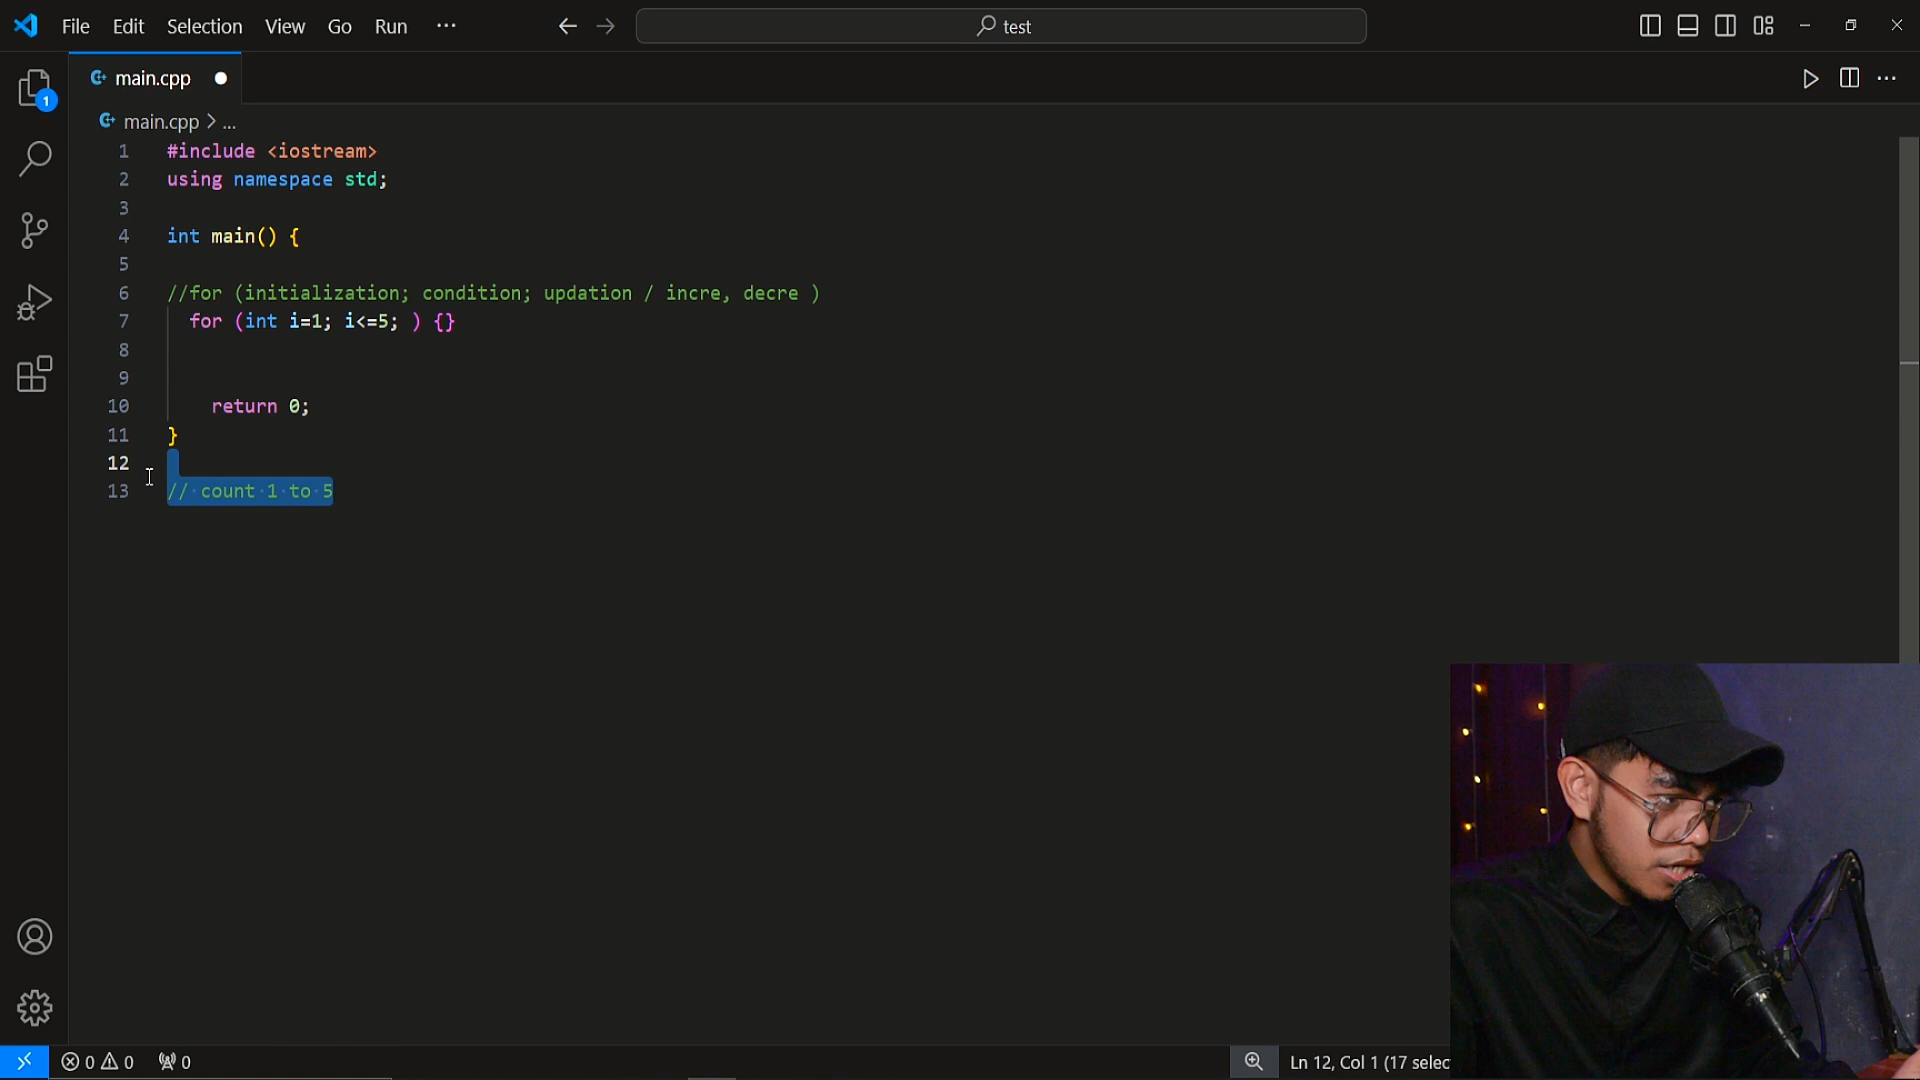 File Edit Selection View Go Run ··· test
main.cpp
main.cpp > ...
1 #include <iostream>
2 using namespace std;
3
4 int main() {
5
6 //for (initialization; condition; updation / incre, decre )
7 for (int i=1; i<=5; ) {}
8
9
10 return 0;
11 }
12
13 // count 1 to 5
1
0 0 0
Ln 12, Col 1 (17 selec